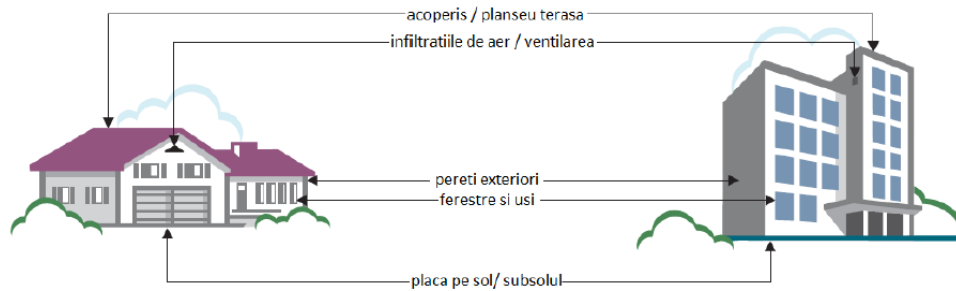 acoperis / planseu terasa
infiltratiile de aer / ventilarea
pereti exteriori
ferestre si usi
placa pe sol/ subsolul